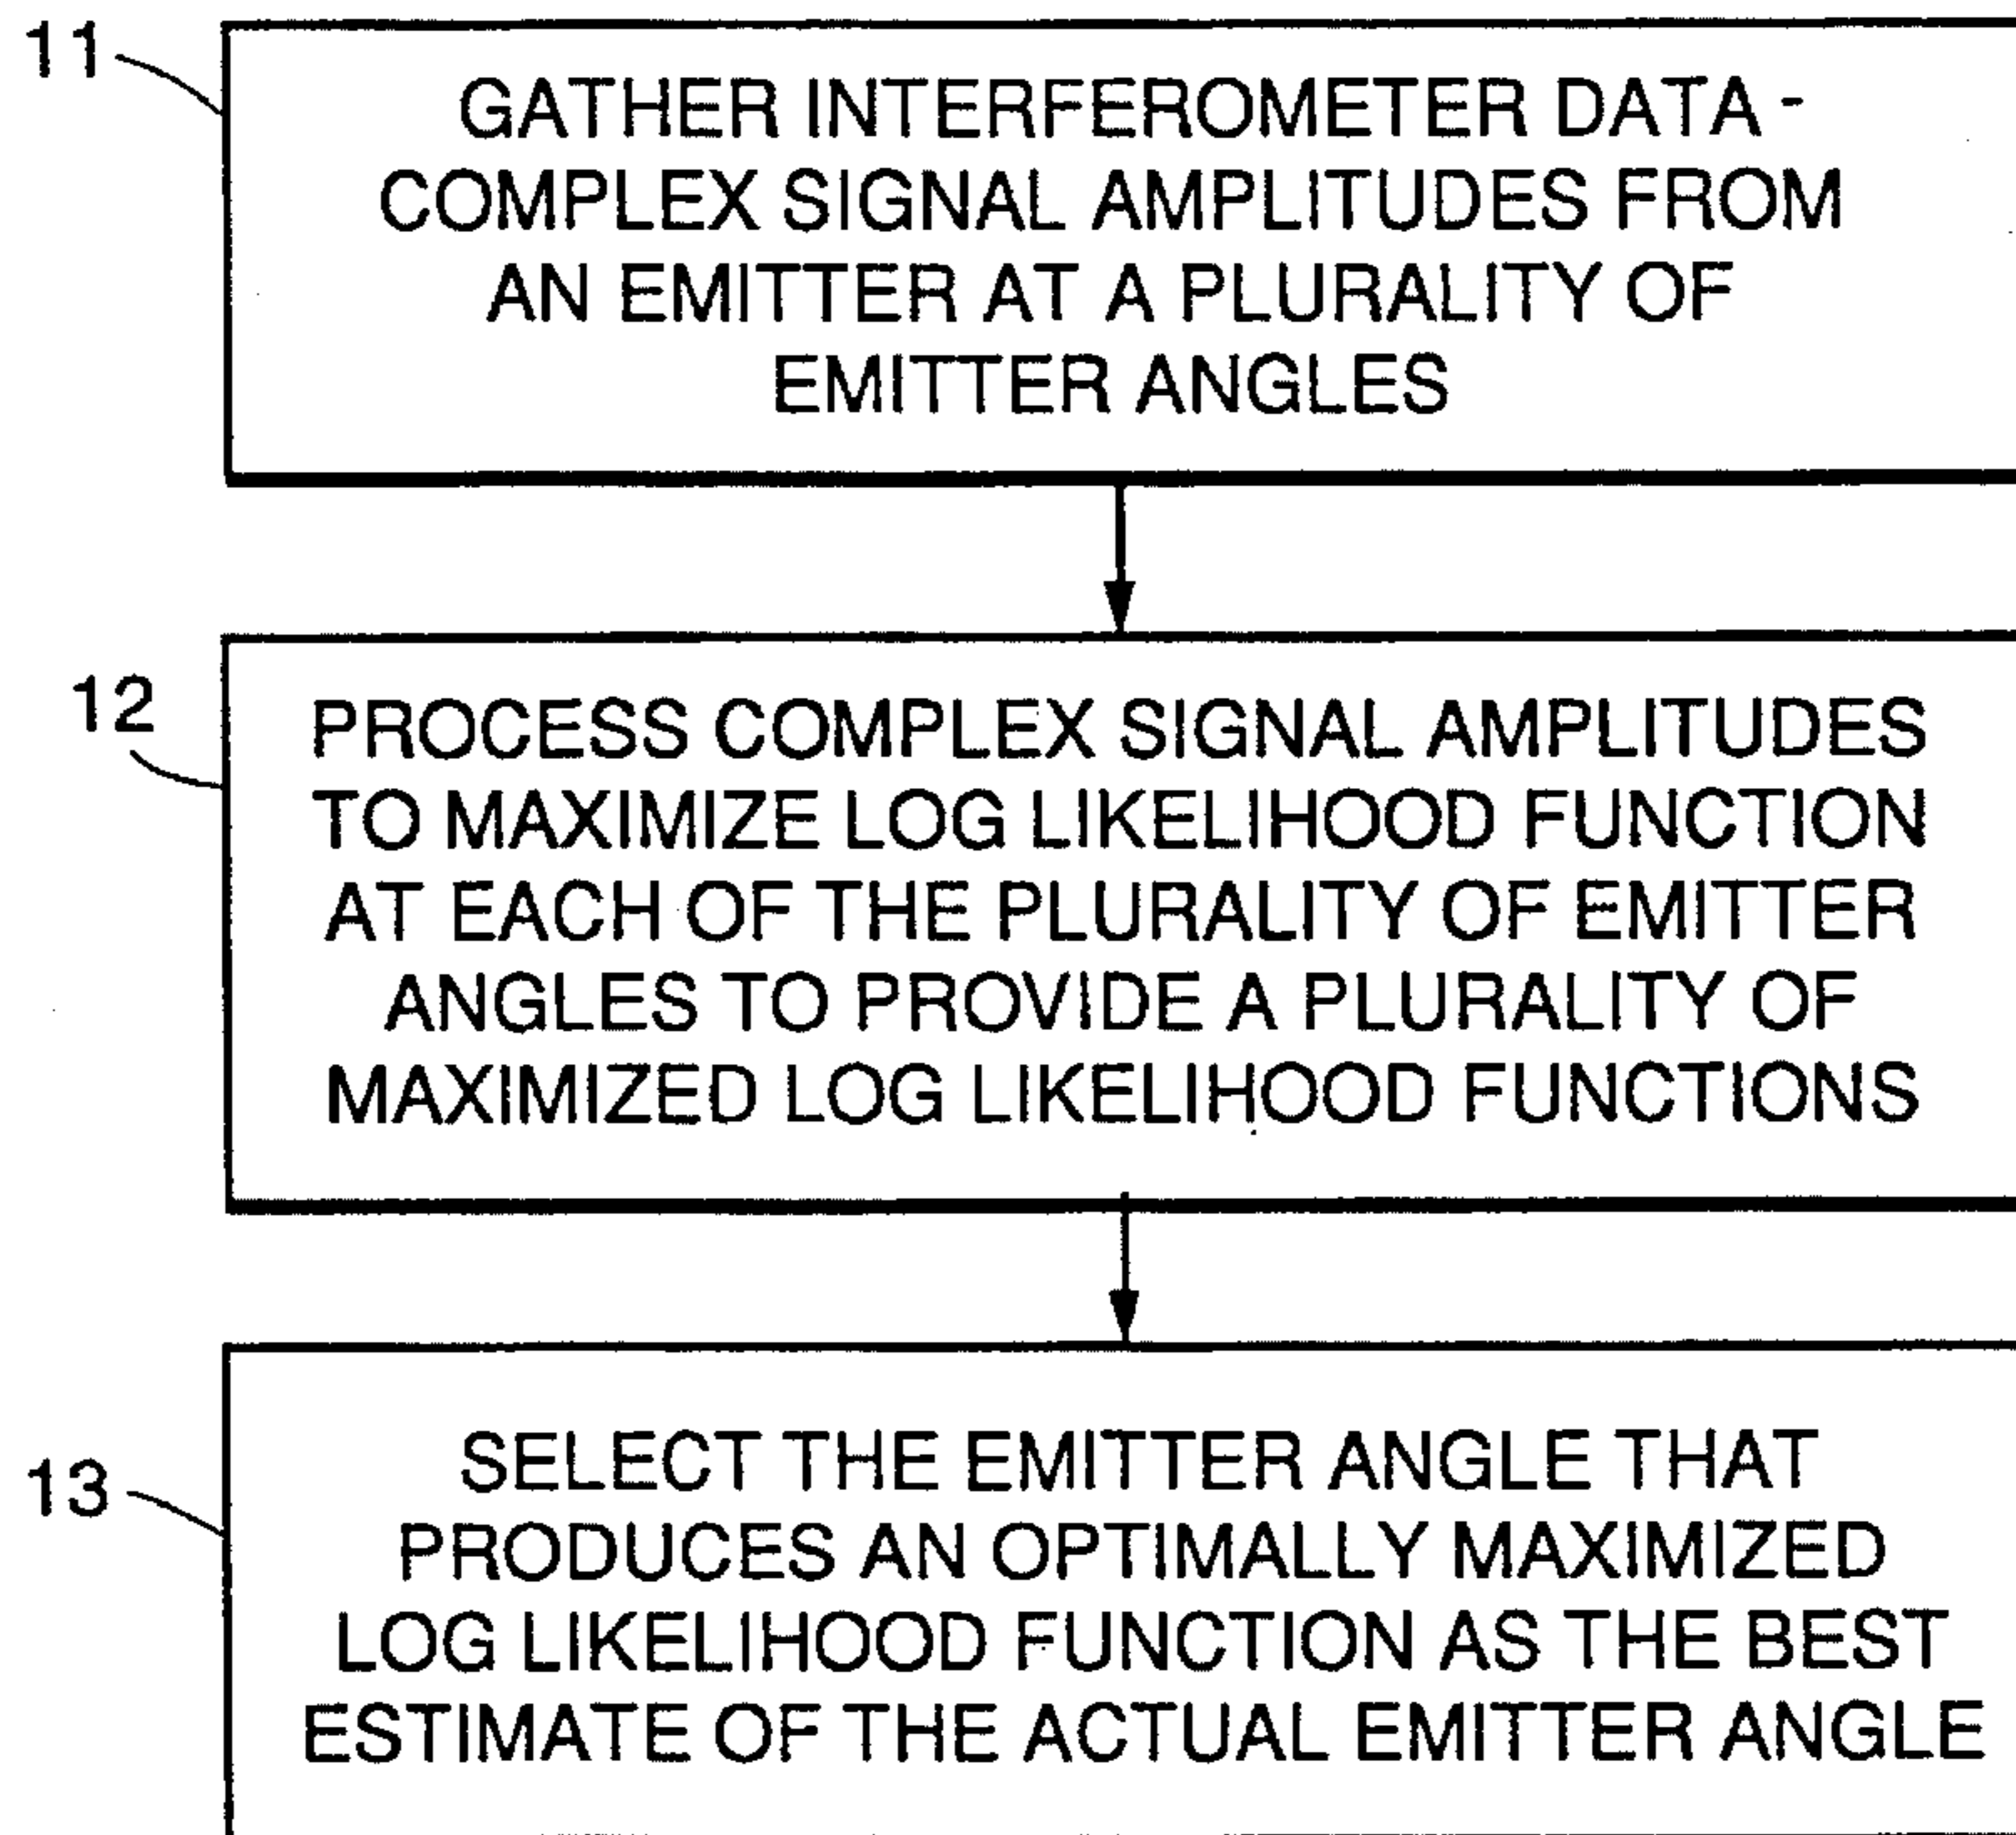 11
GATHER INTERFEROMETER DATA -
COMPLEX SIGNAL AMPLITUDES FROM
AN EMITTER AT A PLURALITY OF
EMITTER ANGLES
12
PROCESS COMPLEX SIGNAL AMPLITUDES
TO MAXIMIZE LOG LIKELIHOOD FUNCTION
AT EACH OF THE PLURALITY OF EMITTER
ANGLES TO PROVIDE A PLURALITY OF
MAXIMIZED LOG LIKELIHOOD FUNCTIONS
13
SELECT THE EMITTER ANGLE THAT
PRODUCES AN OPTIMALLY MAXIMIZED
LOG LIKELIHOOD FUNCTION AS THE BEST
ESTIMATE OF THE ACTUAL EMITTER ANGLE